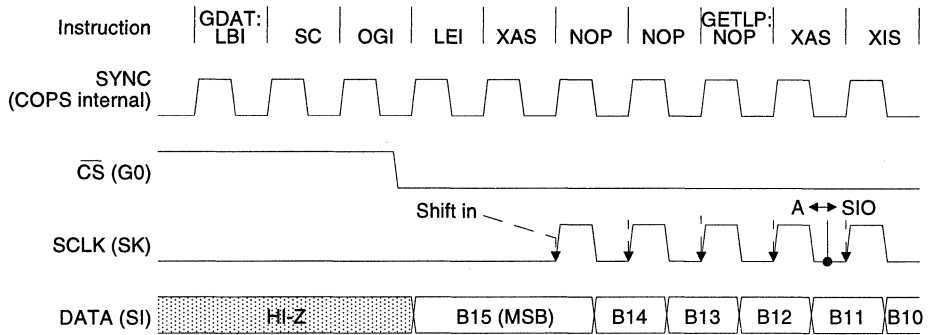 Instruction
GDAT:
LBI SC OGI LEI XAS NOP NOP GETLP:
NOP XAS XIS
SYNC
(COPS internal)
CS (G0)
Shift in
A SIO
SCLK (SK)
DATA (SI) HI-Z B15 (MSB) B14 B13 B12 B11 B10